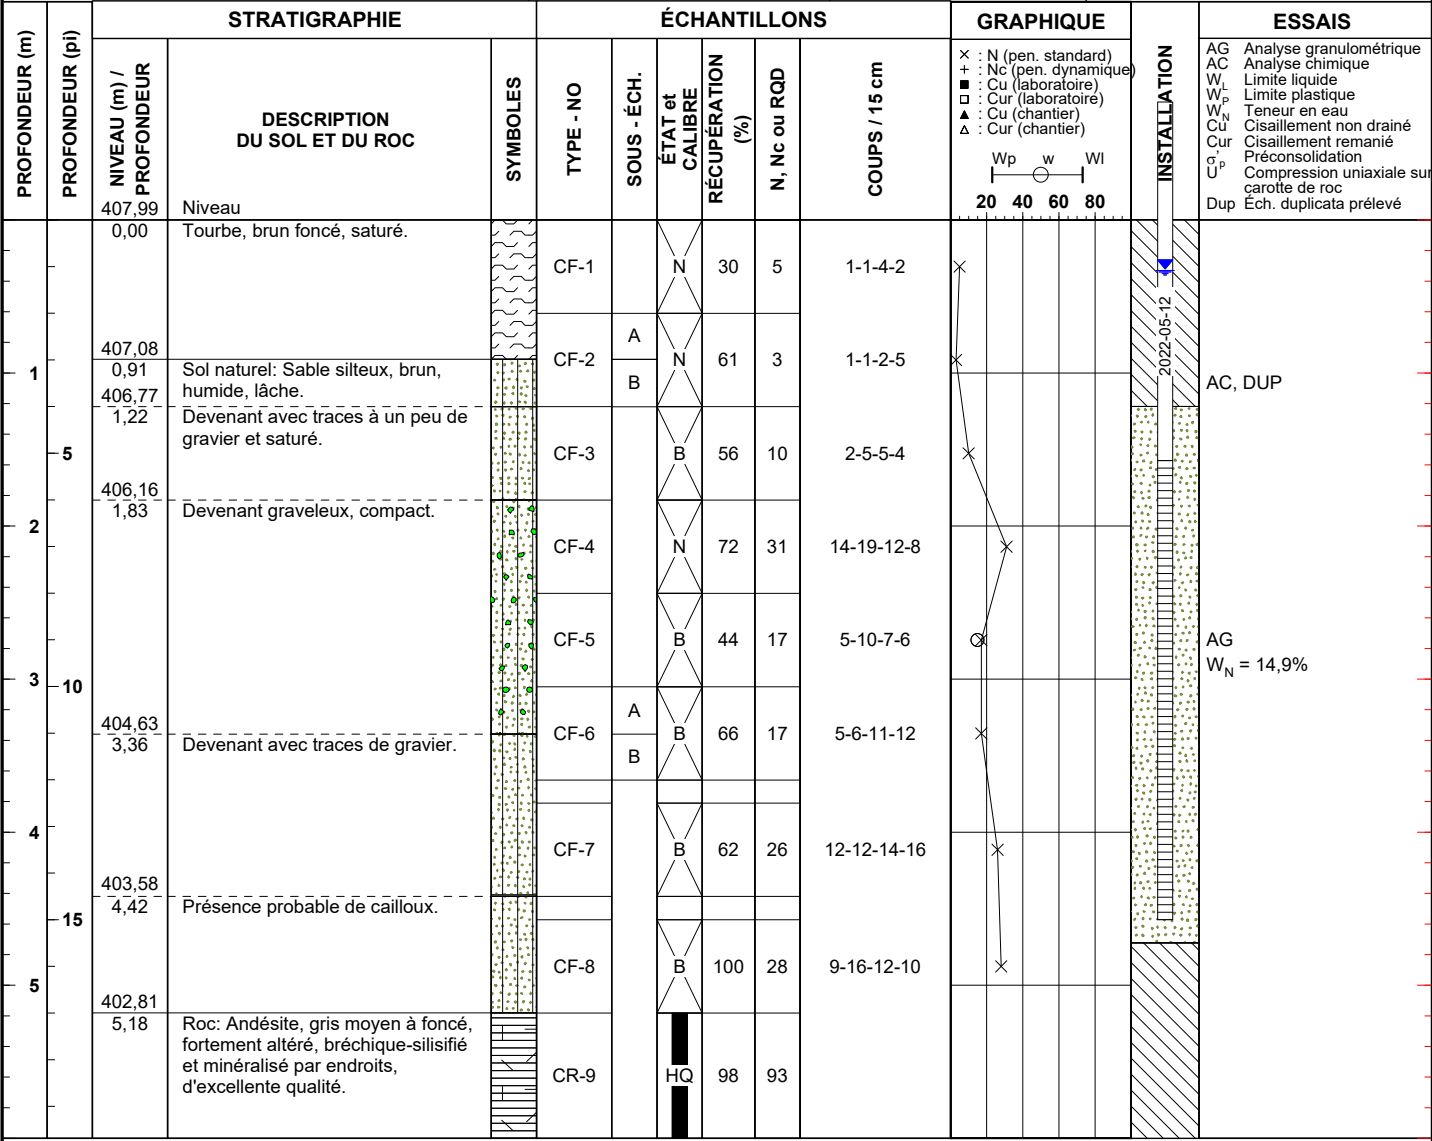 STRATIGRAPHIE
ÉCHANTILLONS
GRAPHIQUE
ESSAIS
PROFONDEUR (m)
PROFONDEUR (pi)
NIVEAU (m) / PROFONDEUR
DESCRIPTION
DU SOL ET DU ROC
SYMBOLES
TYPE - NO
SOUS - ÉCH.
ÉTAT et CALIBRE
RÉCUPÉRATION (%)
N, Nc ou RQD
COUPS / 15 cm
× : N (pen. standard)
+ : Nc (pen. dynamique)
■ : Cu (laboratoire)
□ : Cur (laboratoire)
▲ : Cu (chantier)
△ : Cur (chantier)
Wp w Wl
20 40 60 80
INSTALLATION
AG Analyse granulométrique
AC Analyse chimique
W_L Limite liquide
W_P Limite plastique
W_N Teneur en eau
Cu Cisaillement non drainé
Cur Cisaillement remanié
σ'_p Préconsolidation
U Compression uniaxiale sur
carotte de roc
Dup Éch. duplicata prélevé
407,99 Niveau
0,00 Tourbe, brun foncé, saturé.
CF-1 N 30 5 1-1-4-2
2022-05-12
407,08
A
CF-2 N 61 3 1-1-2-5
B
1
0,91 Sol naturel: Sable silteux, brun,
406,77 humide, lâche.
AC, DUP
1,22 Devenant avec traces à un peu de
gravier et saturé.
5
CF-3 B 56 10 2-5-5-4
406,16
1,83 Devenant graveleux, compact.
2
CF-4 N 72 31 14-19-12-8
CF-5 B 44 17 5-10-7-6
AG
W_N = 14,9%
3
10
404,63
A
CF-6 B 66 17 5-6-11-12
B
3,36 Devenant avec traces de gravier.
4
CF-7 B 62 26 12-12-14-16
403,58
4,42 Présence probable de cailloux.
15
CF-8 B 100 28 9-16-12-10
5
402,81
5,18 Roc: Andésite, gris moyen à foncé,
fortement altéré, bréchique-silisifié
et minéralisé par endroits,
d'excellente qualité.
CR-9 HQ 98 93